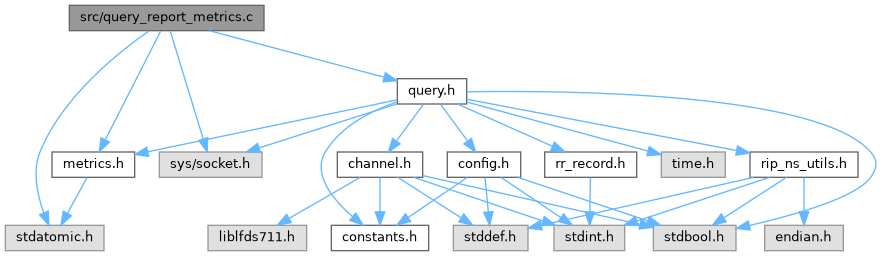 src/query_report_metrics.c
query.h
metrics.h
sys/socket.h
channel.h
config.h
rr_record.h
time.h
rip_ns_utils.h
stdatomic.h
liblfds711.h
constants.h
stddef.h
stdint.h
stdbool.h
endian.h